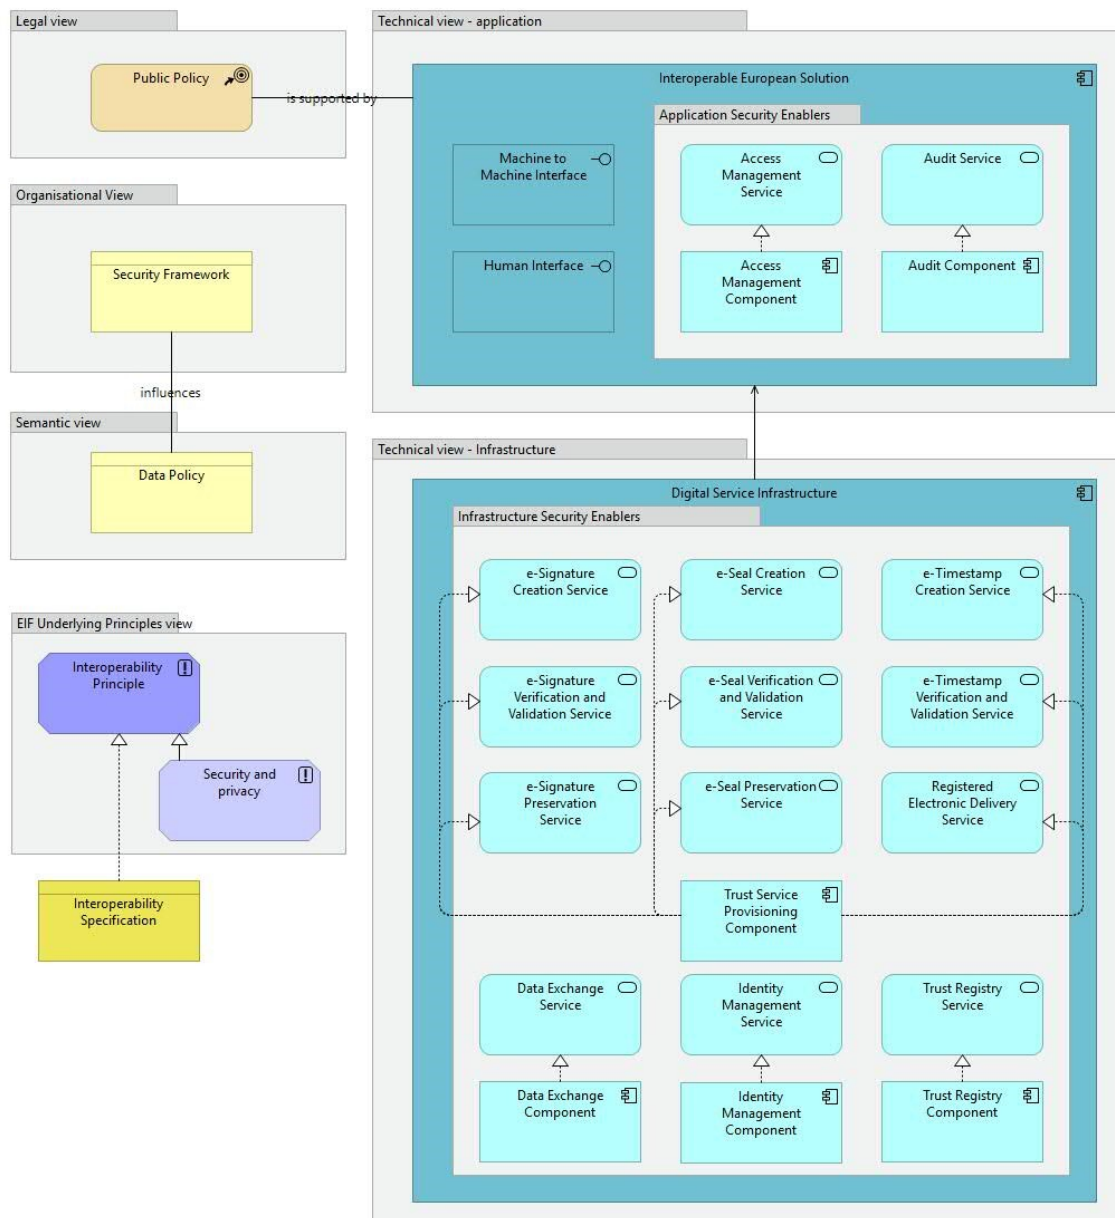 Legal view
Public Policy
is supported by
Organisational View
Security Framework
influences
Semantic view
Data Policy
EIF Underlying Principles view
Interoperability
Principle
Security and
privacy
Interoperability
Specification
Technical view - application
Interoperable European Solution
Machine to
Machine Interface
Human Interface
Application Security Enablers
Access
Management
Service
Audit Service
Access
Management
Component
Audit Component
Technical view - Infrastructure
Digital Service Infrastructure
Infrastructure Security Enablers
e-Signature
Creation Service
e-Seal Creation
Service
e-Timestamp
Creation Service
e-Signature
Verification and
Validation Service
e-Seal Verification
and Validation
Service
e-Timestamp
Verification and
Validation Service
e-Signature
Preservation
Service
e-Seal Preservation
Service
Registered
Electronic Delivery
Service
Trust Service
Provisioning
Component
Data Exchange
Service
Identity
Management
Service
Trust Registry
Service
Data Exchange
Component
Identity
Management
Component
Trust Registry
Component